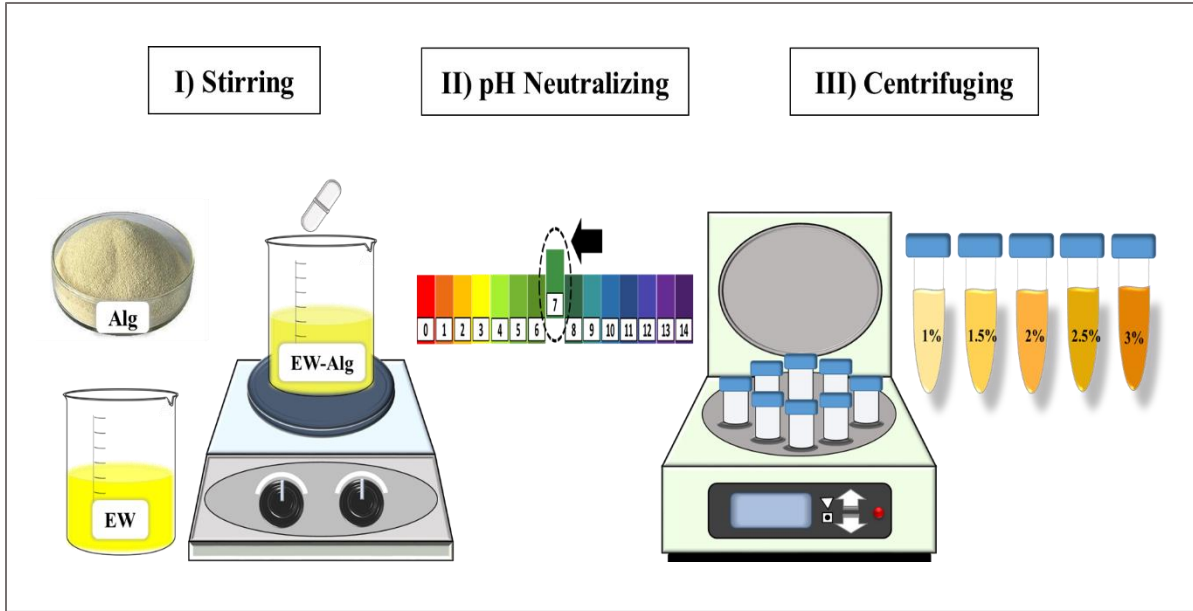 I) Stirring
II) pH Neutralizing
III) Centrifuging
Alg
EW
EW-Alg
7
0 1 2 3 4 5 6 8 9 10 11 12 13 14
1% 1.5% 2% 2.5% 3%